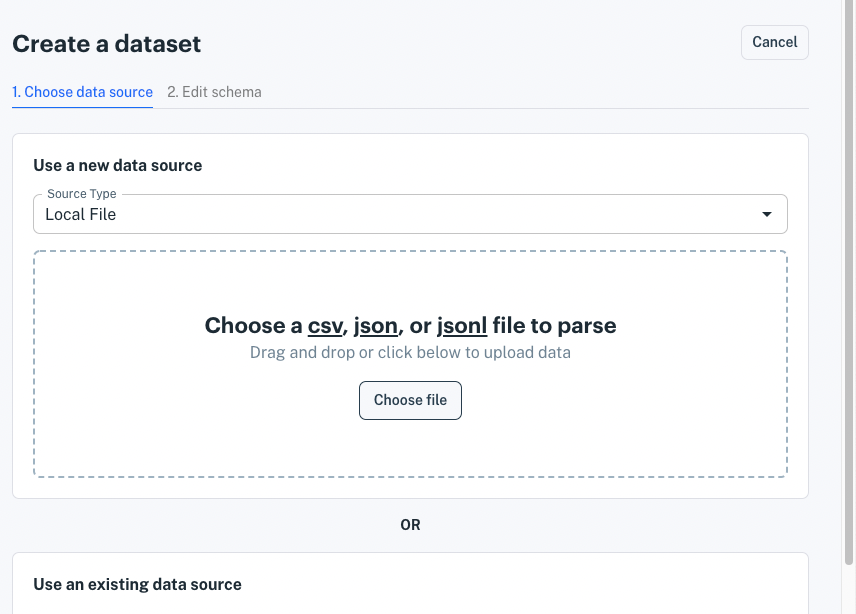 Create a dataset
Cancel
1. Choose data source
2. Edit schema
Use a new data source
Source Type
Local File
Choose a csv, json, or jsonl file to parse
Drag and drop or click below to upload data
Choose file
OR
Use an existing data source